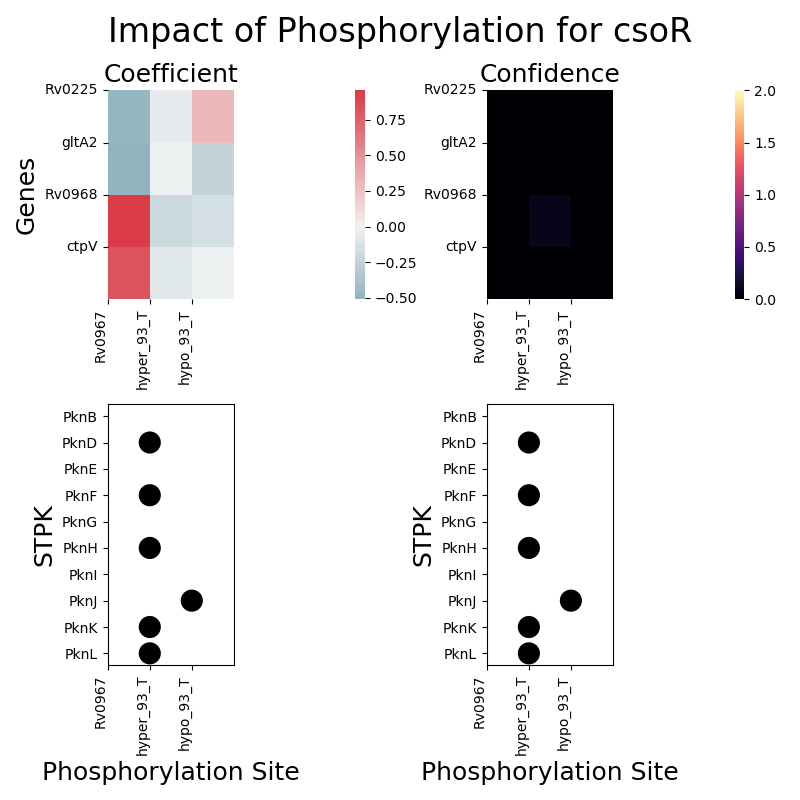 Impact of Phosphorylation for csoR
Coefficient
Confidence
Genes
Rv0225
gltA2
Rv0968
ctpV
Rv0967
hyper_93_T
hypo_93_T
0.75
0.50
0.25
0.00
−0.25
−0.50
Rv0225
gltA2
Rv0968
ctpV
Rv0967
hyper_93_T
hypo_93_T
2.0
1.5
1.0
0.5
0.0
STPK
PknB
PknD
PknE
PknF
PknG
PknH
PknI
PknJ
PknK
PknL
Rv0967
hyper_93_T
hypo_93_T
Phosphorylation Site
STPK
PknB
PknD
PknE
PknF
PknG
PknH
PknI
PknJ
PknK
PknL
Rv0967
hyper_93_T
hypo_93_T
Phosphorylation Site